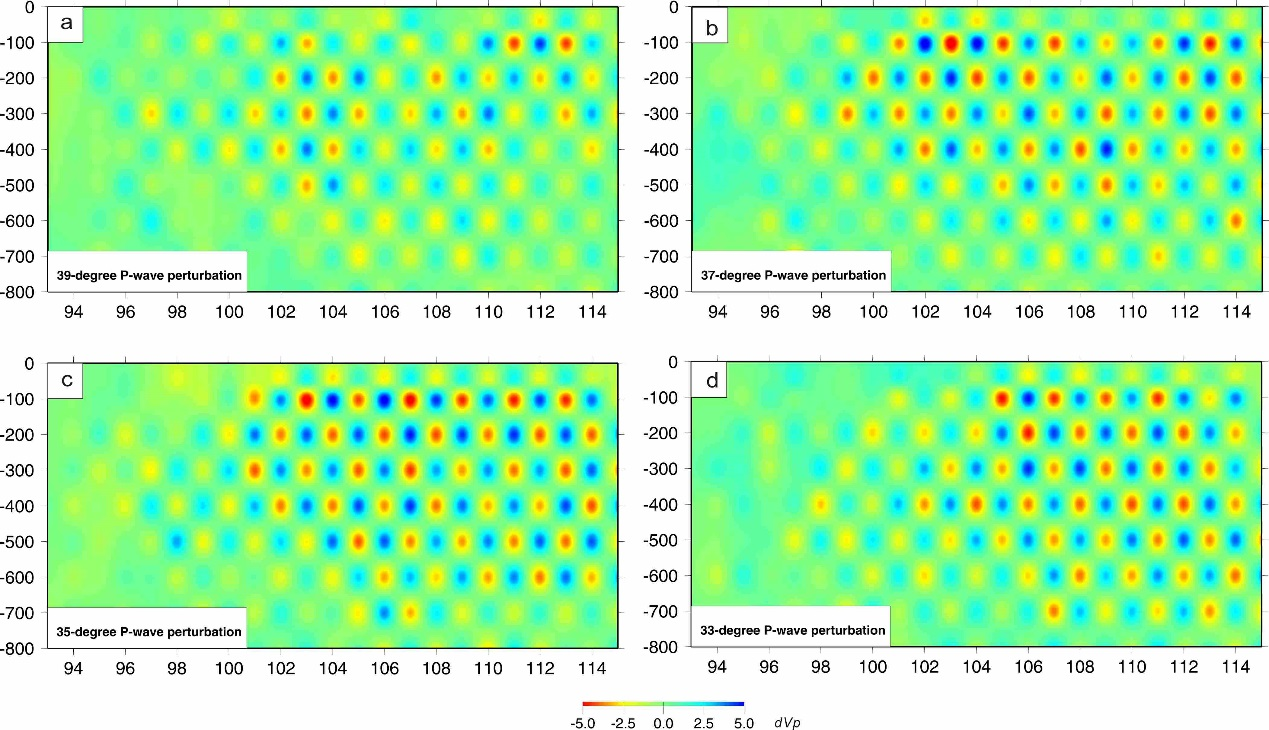 a
0
-100
-200
-300
-400
-500
-600
-700
-800
39-degree P-wave perturbation
94 96 98 100 102 104 106 108 110 112 114
b
0
-100
-200
-300
-400
-500
-600
-700
-800
37-degree P-wave perturbation
94 96 98 100 102 104 106 108 110 112 114
c
0
-100
-200
-300
-400
-500
-600
-700
-800
35-degree P-wave perturbation
94 96 98 100 102 104 106 108 110 112 114
d
0
-100
-200
-300
-400
-500
-600
-700
-800
33-degree P-wave perturbation
94 96 98 100 102 104 106 108 110 112 114
-5.0 -2.5 0.0 2.5 5.0 dVp